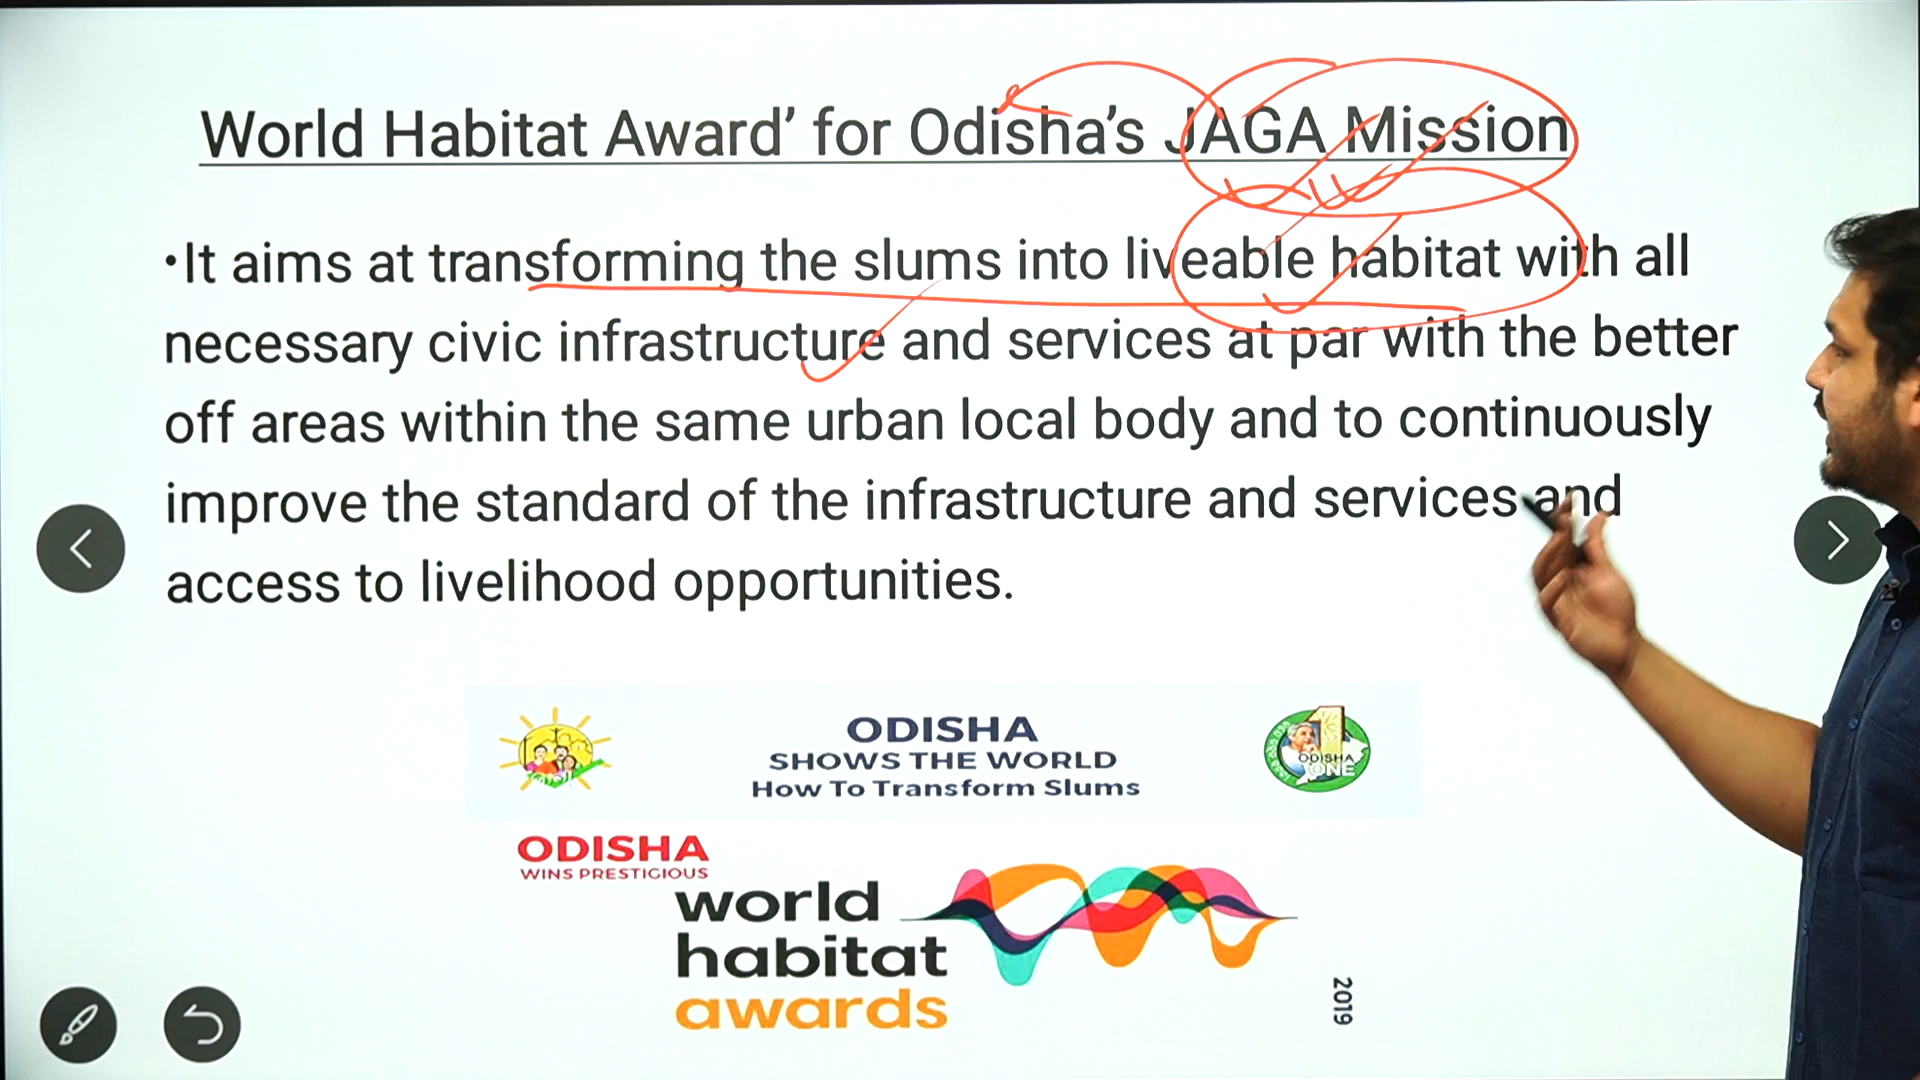 World Habitat Award’ for Odisha’s JAGA Mission
•It aims at transforming the slums into liveable habitat with all
necessary civic infrastructure and services at par with the better
off areas within the same urban local body and to continuously
improve the standard of the infrastructure and services and
access to livelihood opportunities.
ODISHA
SHOWS THE WORLD
How To Transform Slums
1
ODISHA
ONE
ODISHA
WINS PRESTIGIOUS
world
habitat
awards
2019